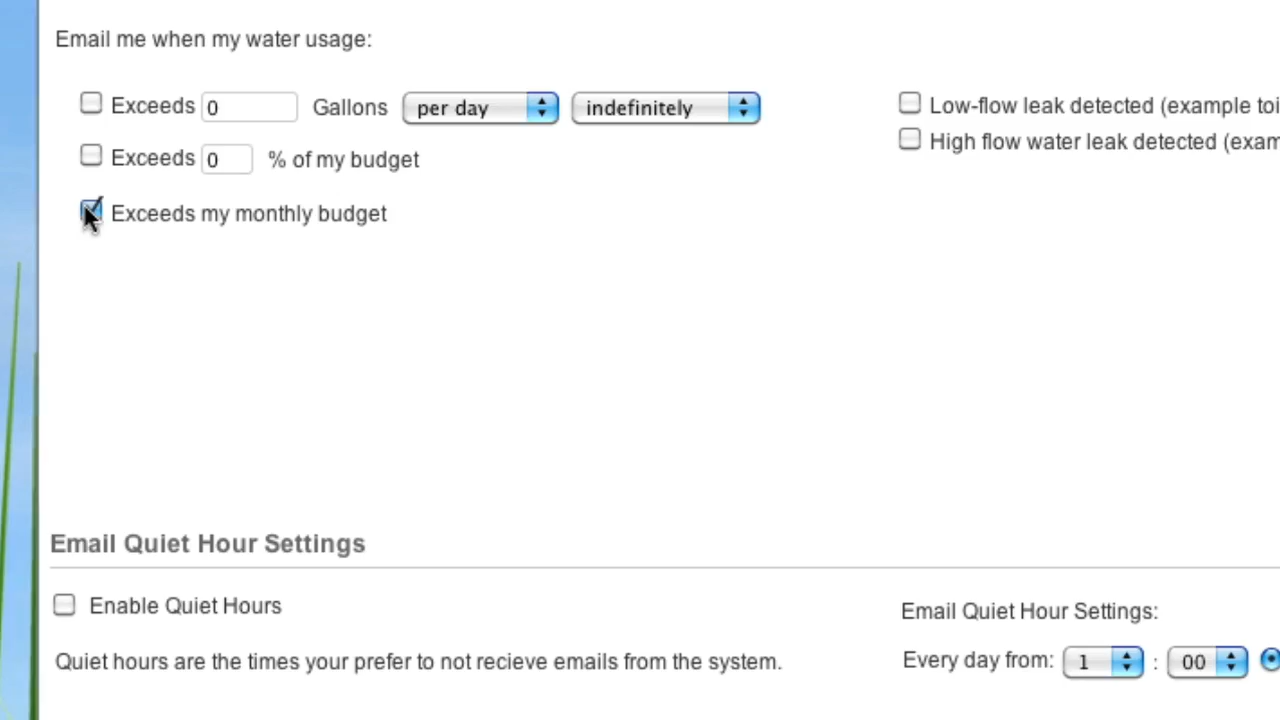 Email me when my water usage:
Exceeds 0 Gallons per day indefinitely
Low-flow leak detected (example toi
Exceeds 0 % of my budget
High flow water leak detected (exam
Exceeds my monthly budget
Email Quiet Hour Settings
Enable Quiet Hours
Email Quiet Hour Settings:
Quiet hours are the times your prefer to not recieve emails from the system.
Every day from: 1 : 00